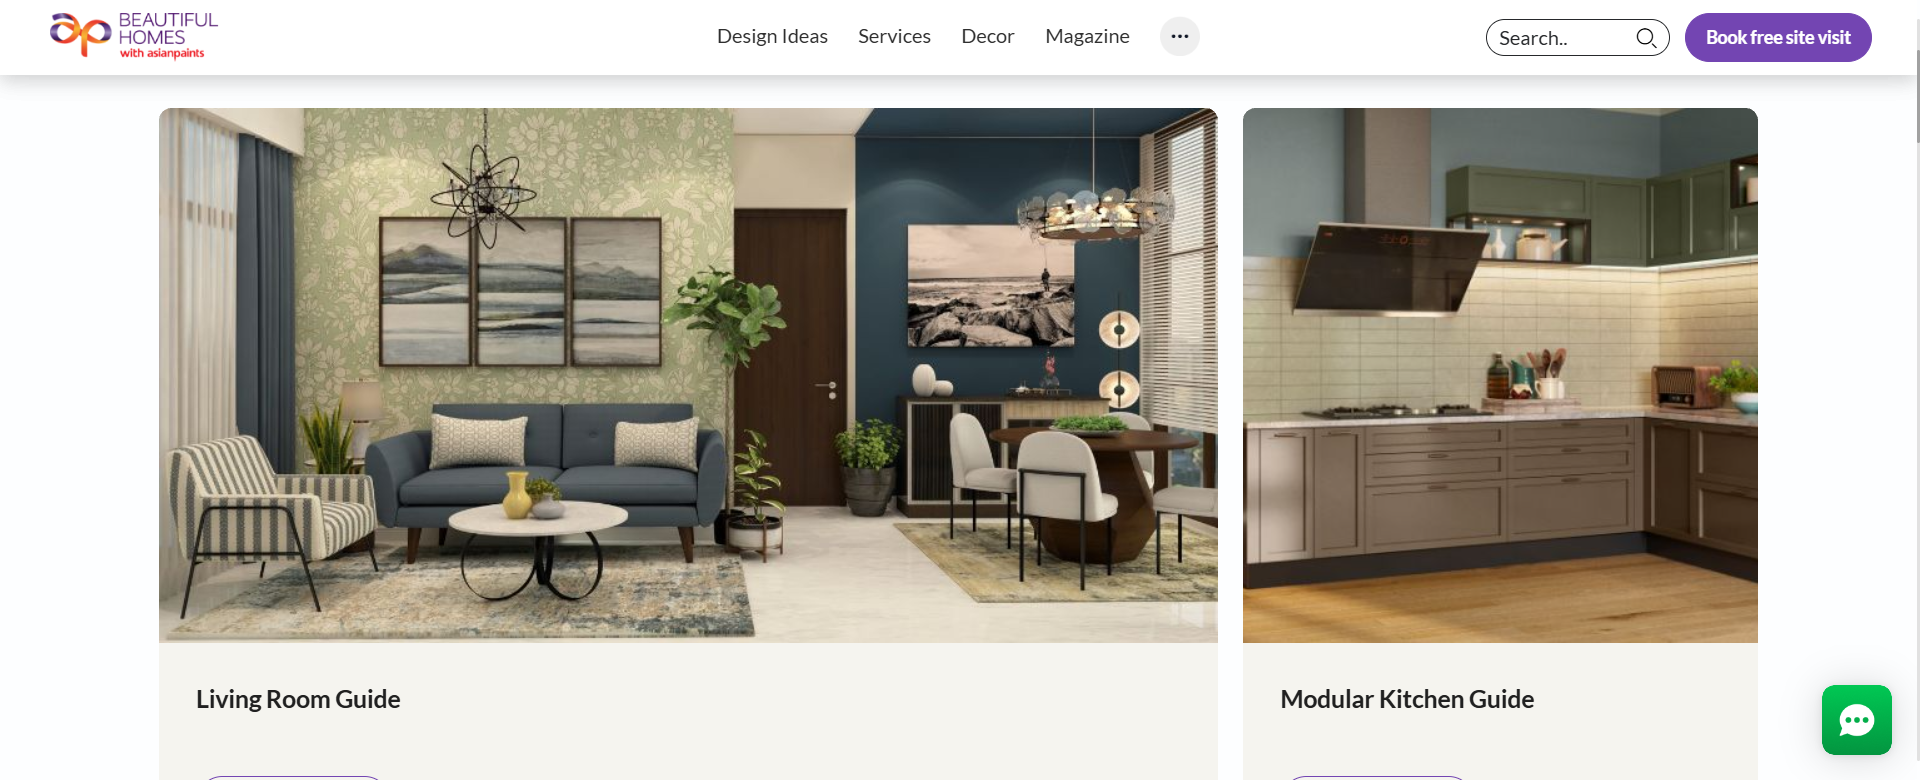 BEAUTIFUL
HOMES
with asianpaints
Design Ideas
Services
Decor
Magazine
Search..
Book free site visit
Living Room Guide
Modular Kitchen Guide